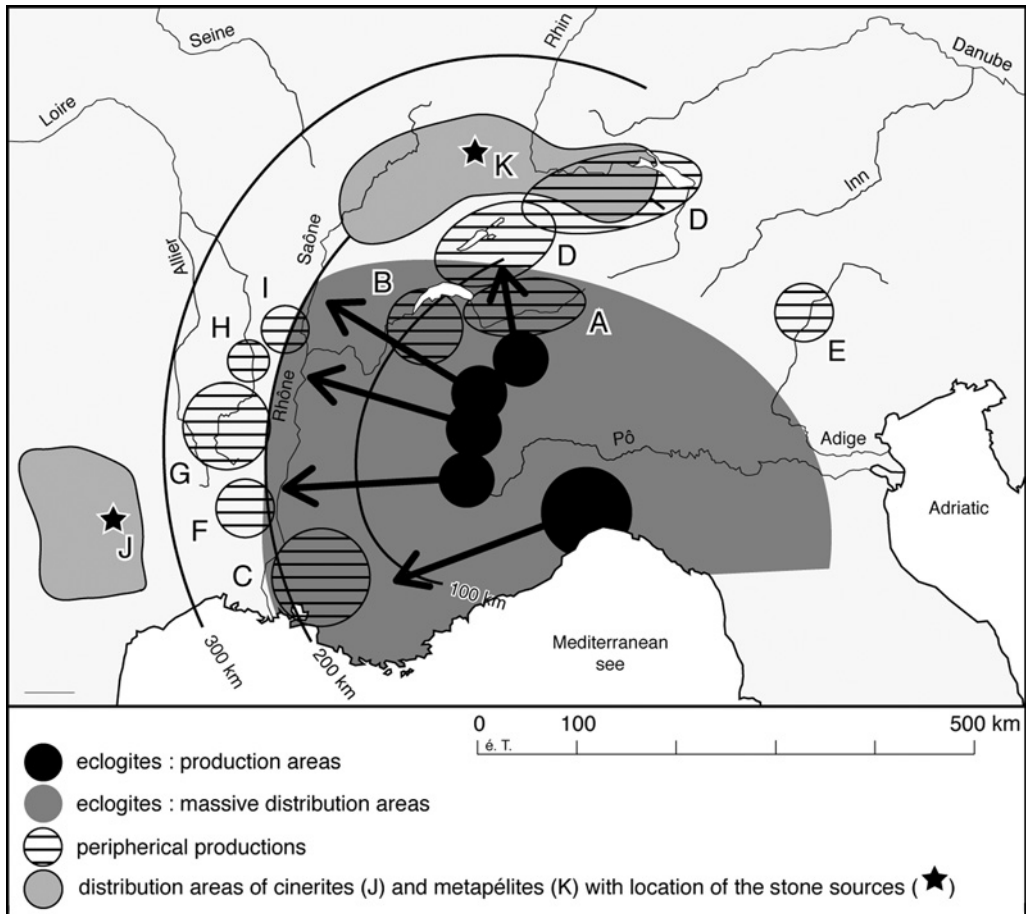 Seine
Rhin
Danube
Loire
K
Inn
Saône
D
Allier
D
B
I
A
H
E
Rhône
Pô
Adige
G
Adriatic
F
J
C
100 km
Mediterranean
see
300 km
200 km
0 100 500 km
é. T.
eclogites : production areas
eclogites : massive distribution areas
peripherical productions
distribution areas of cinerites (J) and metapélites (K) with location of the stone sources (★)